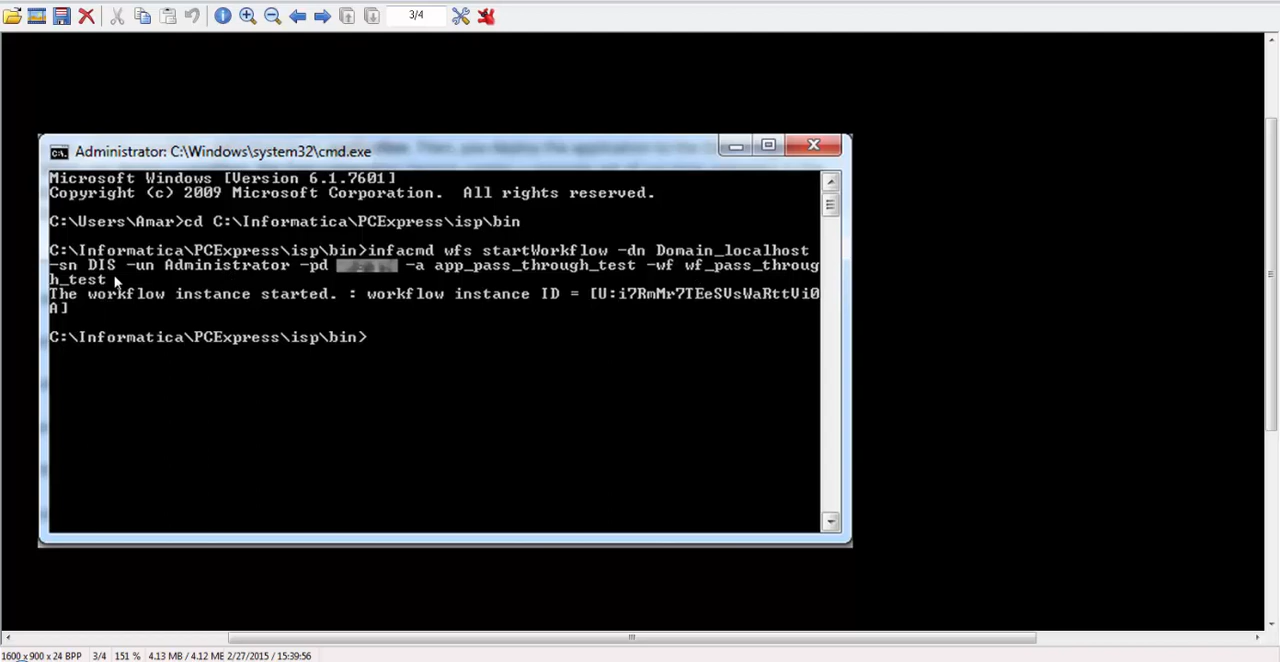 3/4
Administrator: C:\Windows\system32\cmd.exe
Microsoft Windows [Version 6.1.7601]
Copyright (c) 2009 Microsoft Corporation.  All rights reserved.
C:\Users\Amar>cd C:\Informatica\PCExpress\isp\bin
C:\Informatica\PCExpress\isp\bin>infacmd wfs startWorkflow -dn Domain_localhost
-sn DIS -un Administrator -pd -a app_pass_through_test -wf wf_pass_throug
h_test
The workflow instance started. : workflow instance ID = [U:i7RmMr7TEeSVsWaRttVi0
A]
C:\Informatica\PCExpress\isp\bin>
1600 x 900 x 24 BPP 3/4 151 % 4.13 MB / 4.12 ME 2/27/2015 / 15:39:56